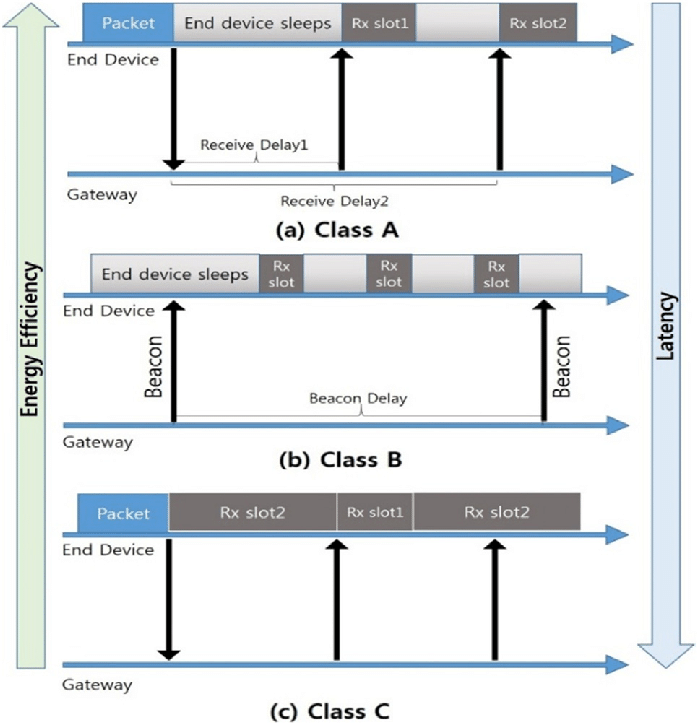 Packet
End device sleeps
Rx slot1
Rx slot2
End Device
Receive Delay1
Gateway
Receive Delay2
(a) Class A
End device sleeps
Rx
slot
Rx
slot
Rx
slot
End Device
Beacon
Beacon
Beacon Delay
Gateway
(b) Class B
Packet
Rx slot2
Rx slot1
Rx slot2
End Device
Gateway
(c) Class C
Energy Efficiency
Latency